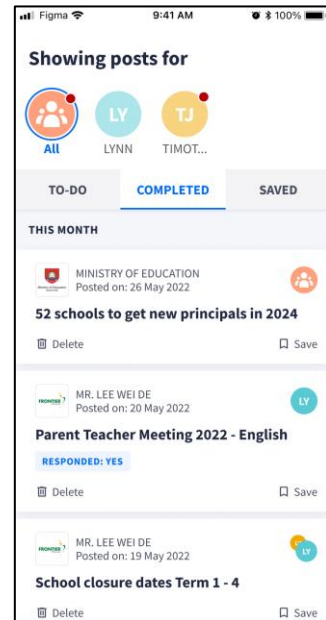 Figma 9:41 AM 100%
Showing posts for
LY TJ
All LYNN TIMOT...
TO-DO COMPLETED SAVED
THIS MONTH
MINISTRY OF EDUCATION
Posted on: 26 May 2022
52 schools to get new principals in 2024
Delete Save
FRONTIER
MR. LEE WEI DE
Posted on: 20 May 2022
LY
Parent Teacher Meeting 2022 - English
RESPONDED: YES
Delete Save
FRONTIER
MR. LEE WEI DE
Posted on: 19 May 2022
LY
School closure dates Term 1 - 4
Delete Save